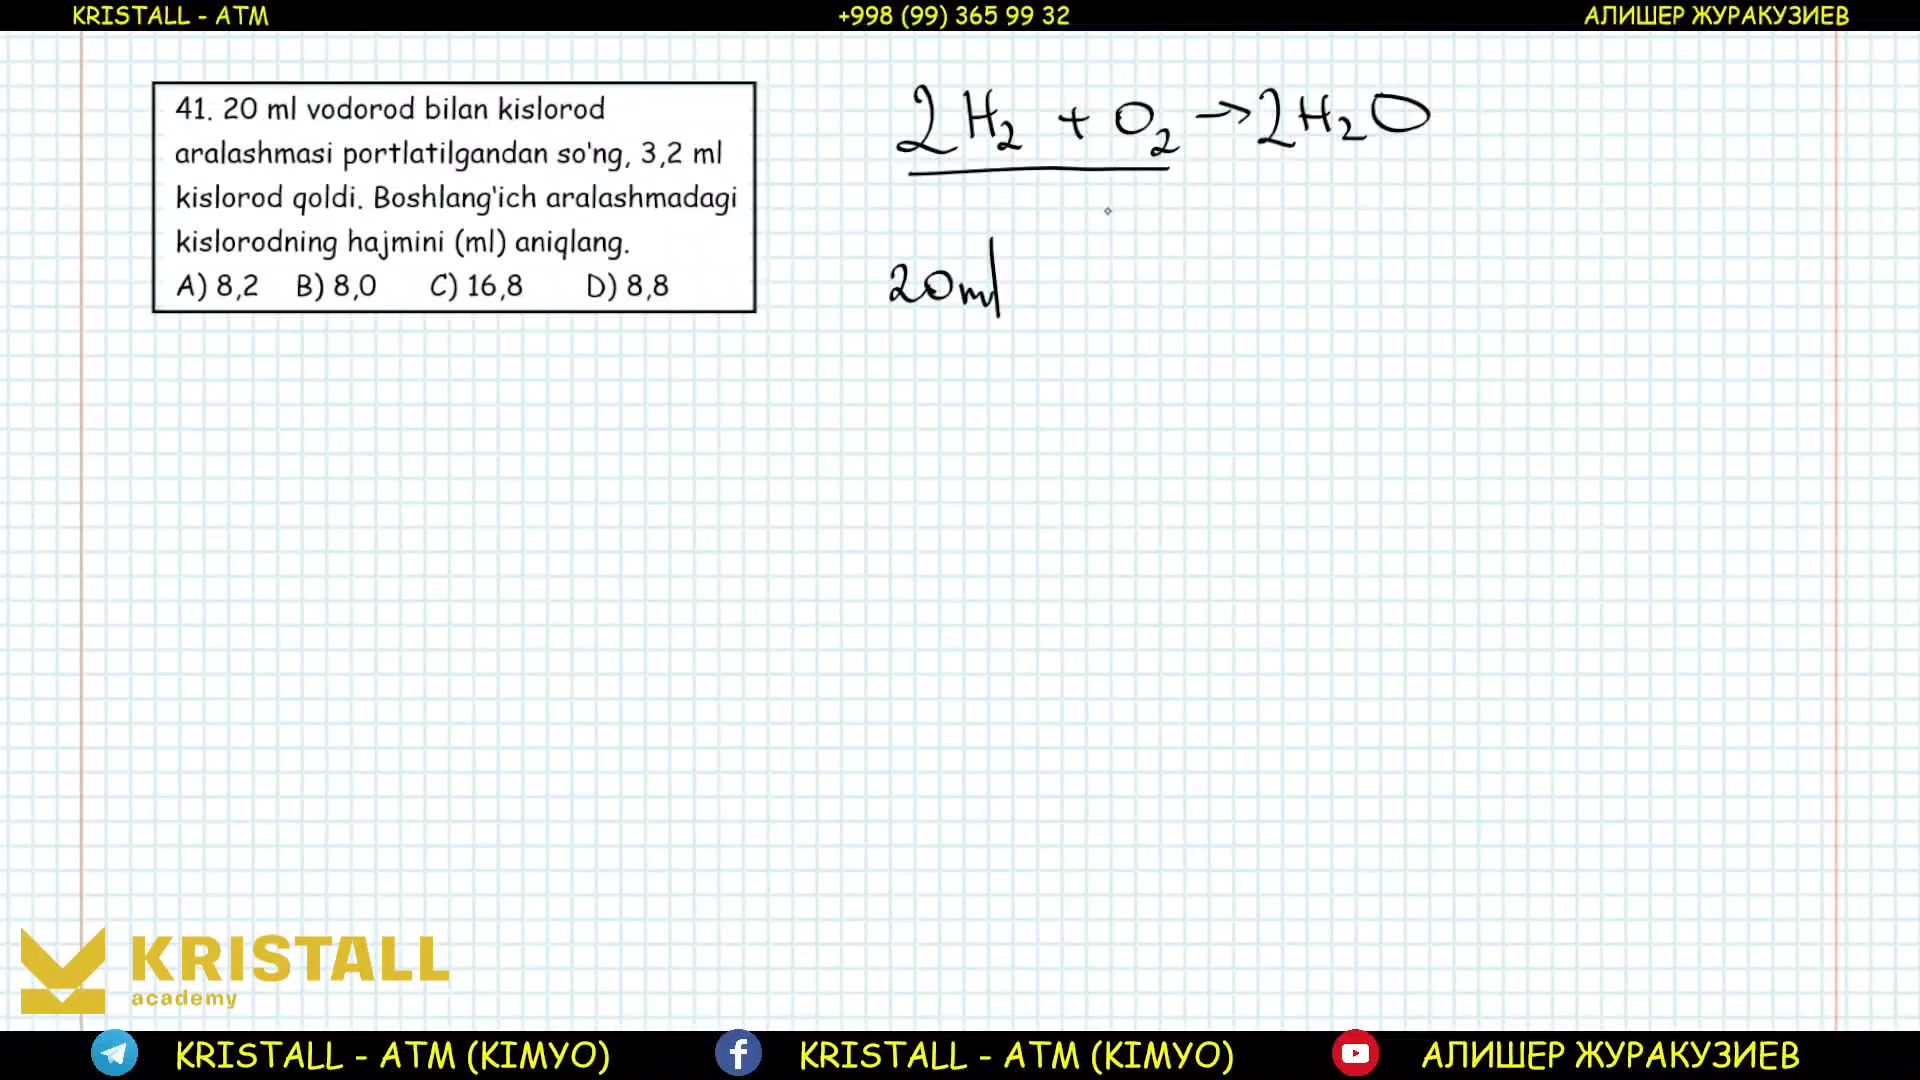 KRISTALL - ATM
+998 (99) 365 99 32
АЛИШЕР ЖУРАКУЗИЕВ
41. 20 ml vodorod bilan kislorod
aralashmasi portlatilgandan so'ng, 3,2 ml
kislorod qoldi. Boshlang'ich aralashmadagi
kislorodning hajmini (ml) aniqlang.
A) 8,2 B) 8,0 C) 16,8 D) 8,8
2H₂ + O₂ → 2H₂O
20ml
KRISTALL
academy
KRISTALL - ATM (KIMYO)
KRISTALL - ATM (KIMYO)
АЛИШЕР ЖУРАКУЗИЕВ